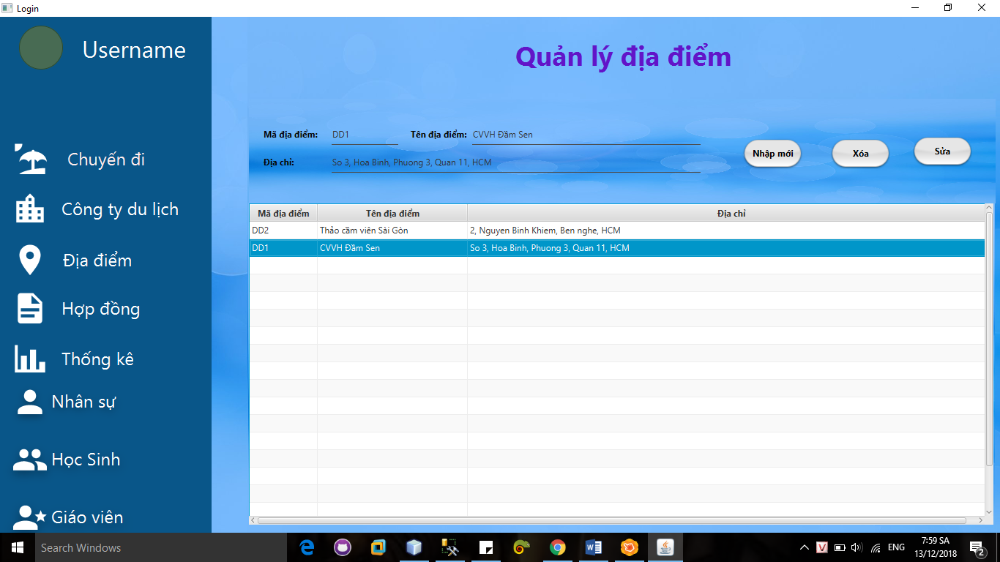 Login
Username
Quản lý địa điểm
Mã địa điểm: DD1 Tên địa điểm: CVVH Đầm Sen
Địa chỉ: So 3, Hoa Binh, Phuong 3, Quan 11, HCM
Nhập mới Xóa Sửa
Chuyến đi
Công ty du lịch
Địa điểm
Hợp đồng
Thống kê
Nhân sự
Học Sinh
Giáo viên
Mã địa điểm Tên địa điểm Địa chỉ
DD2 Thảo cầm viên Sài Gòn 2, Nguyen Binh Khiem, Ben nghe, HCM
DD1 CVVH Đầm Sen So 3, Hoa Binh, Phuong 3, Quan 11, HCM
Search Windows
ENG
7:59 SA
13/12/2018
2